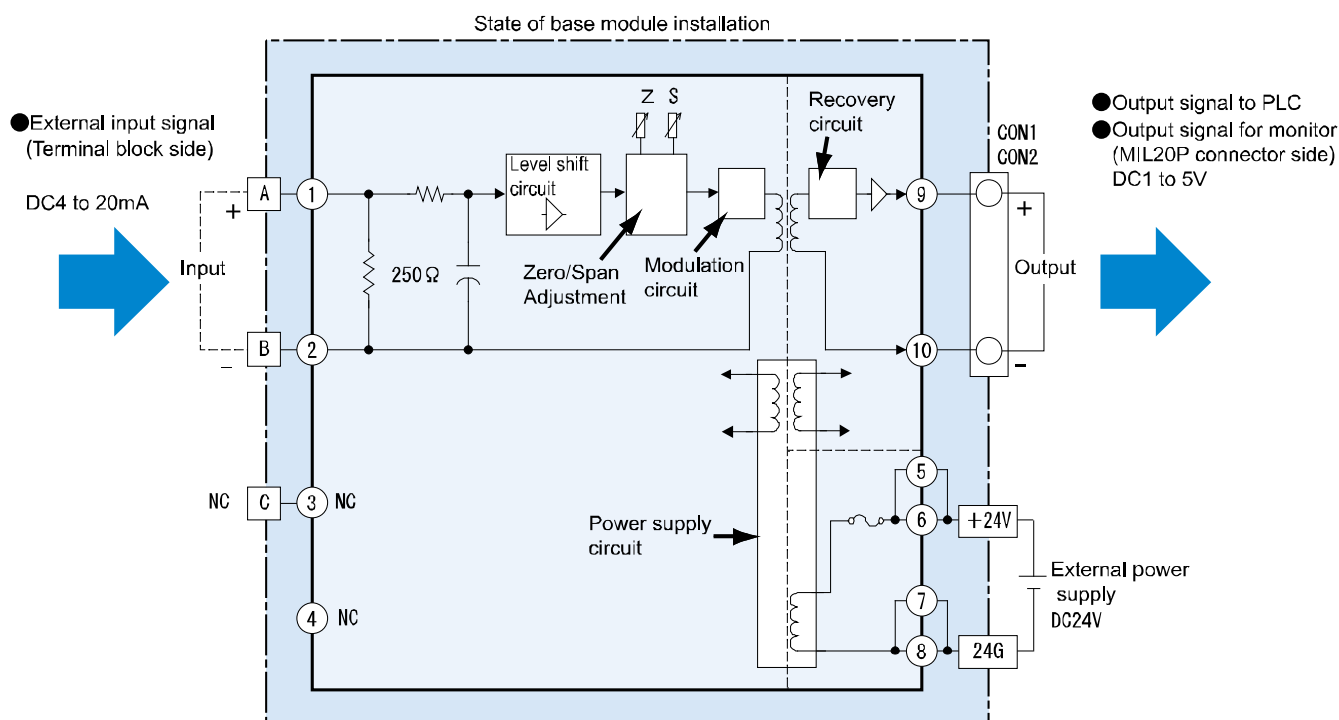 State of base module installation
●External input signal
(Terminal block side)
DC4 to 20mA
●Output signal to PLC
●Output signal for monitor
(MIL20P connector side)
DC1 to 5V
CON1
CON2
Z S
Recovery
circuit
Level shift
circuit
A
1
9
+
+
Input
250Ω
Zero/Span
Adjustment
Modulation
circuit
Output
B
2
10
-
-
NC
C
3
NC
5
Power supply
circuit
6
+24V
External power
supply
DC24V
4
NC
7
8
24G